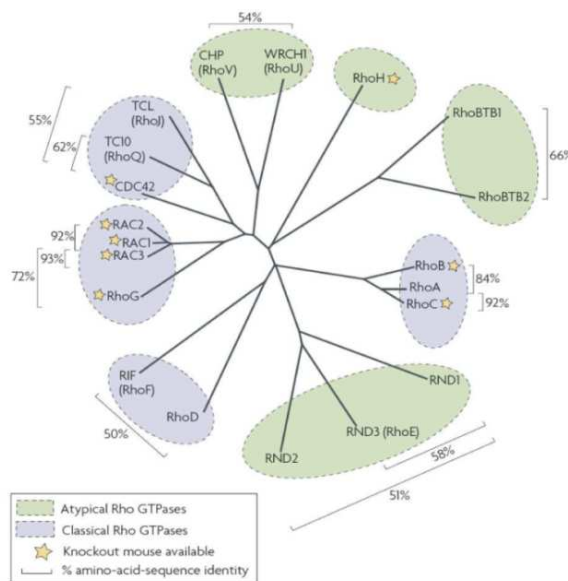 54%
CHP
(RhoV)
WRCH1
(RhoU)
RhoH
RhoBTB1
66%
RhoBTB2
55%
TCL
(RhoJ)
62%
TC10
(RhoQ)
CDC42
92%
RAC2
RAC1
93%
RAC3
72%
RhoG
RhoB
84%
RhoA
RhoC
92%
RIF
(RhoF)
RhoD
50%
RND1
RND3 (RhoE)
RND2
58%
51%
Atypical Rho GTPases
Classical Rho GTPases
Knockout mouse available
% amino-acid-sequence identity